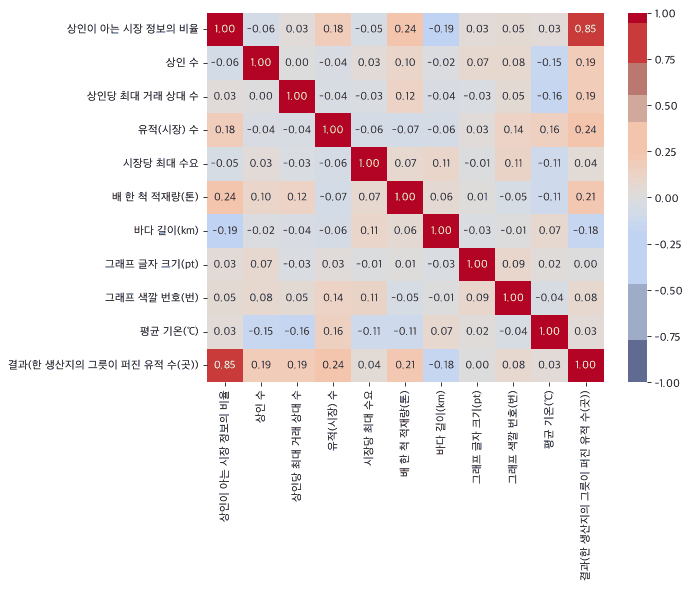 상인이 아는 시장 정보의 비율 1.00 -0.06 0.03 0.18 -0.05 0.24 -0.19 0.03 0.05 0.03 0.85
상인 수 -0.06 1.00 0.00 -0.04 0.03 0.10 -0.02 0.07 0.08 -0.15 0.19
상인당 최대 거래 상대 수 0.03 0.00 1.00 -0.04 -0.03 0.12 -0.04 -0.03 0.05 -0.16 0.19
유적(시장) 수 0.18 -0.04 -0.04 1.00 -0.06 -0.07 -0.06 0.03 0.14 0.16 0.24
시장당 최대 수요 -0.05 0.03 -0.03 -0.06 1.00 0.07 0.11 -0.01 0.11 -0.11 0.04
배 한 척 적재량(톤) 0.24 0.10 0.12 -0.07 0.07 1.00 0.06 0.01 -0.05 -0.11 0.21
바다 길이(km) -0.19 -0.02 -0.04 -0.06 0.11 0.06 1.00 -0.03 -0.01 0.07 -0.18
그래프 글자 크기(pt) 0.03 0.07 -0.03 0.03 -0.01 0.01 -0.03 1.00 0.09 0.02 0.00
그래프 색깔 번호(번) 0.05 0.08 0.05 0.14 0.11 -0.05 -0.01 0.09 1.00 -0.04 0.08
평균 기온(℃) 0.03 -0.15 -0.16 0.16 -0.11 -0.11 0.07 0.02 -0.04 1.00 0.03
결과(한 생산지의 그릇이 퍼진 유적 수(곳)) 0.85 0.19 0.19 0.24 0.04 0.21 -0.18 0.00 0.08 0.03 1.00
상인이 아는 시장 정보의 비율
상인 수
상인당 최대 거래 상대 수
유적(시장) 수
시장당 최대 수요
배 한 척 적재량(톤)
바다 길이(km)
그래프 글자 크기(pt)
그래프 색깔 번호(번)
평균 기온(℃)
결과(한 생산지의 그릇이 퍼진 유적 수(곳))
1.00
0.75
0.50
0.25
0.00
-0.25
-0.50
-0.75
-1.00